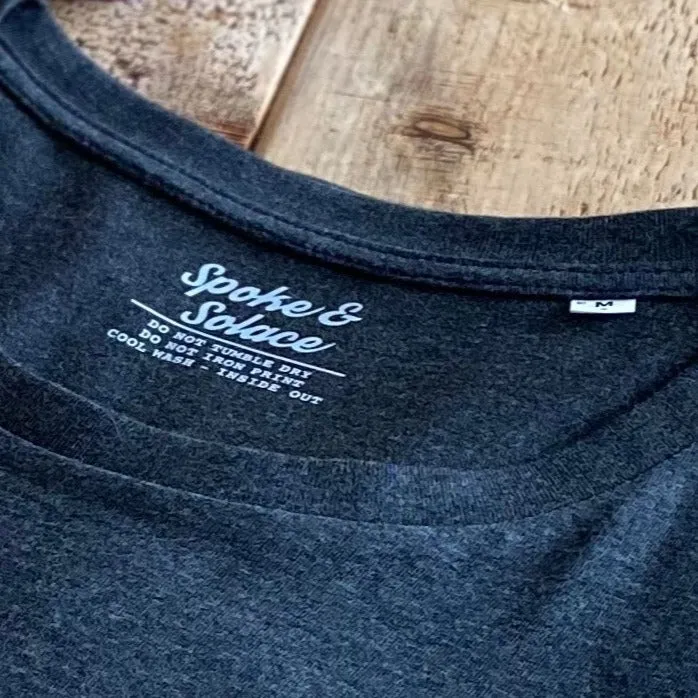 Spoke &
Solace
DO NOT TUMBLE DRY
DO NOT IRON PRINT
COOL WASH - INSIDE OUT
M